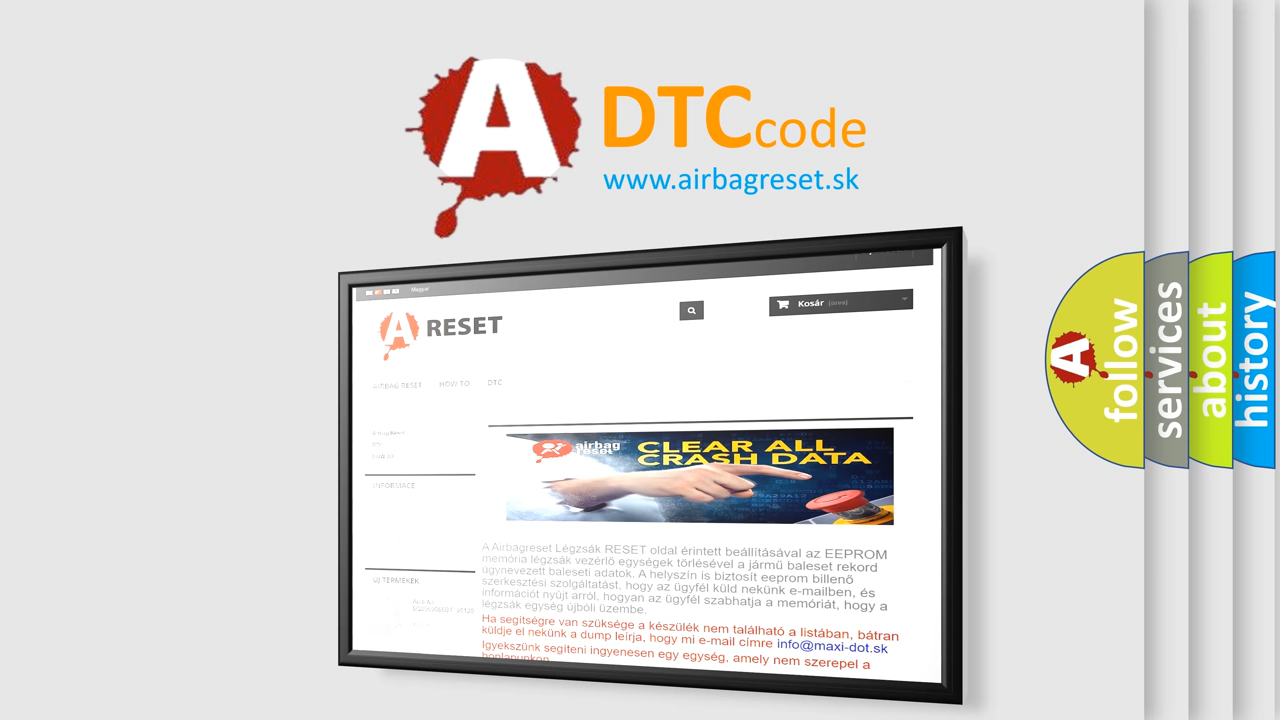 A
DTCcode
www.airbagreset.sk
Magyar
Kosár (üres)
A RESET
AIRBAG RESET HOW TO DTC
airbag
reset
CLEAR ALL
CRASH DATA
INFORMACE
A Airbagreset Légzsák RESET oldal érintett beállításával az EEPROM
memória légzsák vezérlő egységek törlésével a jármű baleset rekord
úgynevezett baleseti adatok. A helyszín is biztosít eeprom billenő
szerkesztési szolgáltatást, hogy az ügyfél küld nekünk e-mailben, és
információt nyújt arról, hogyan az ügyfél szabhatja a memóriát, hogy a
légzsák egység újbóli üzembe.
ÚJ TERMÉKEK
Ha segítségre van szüksége a készülék nem található a listában, bátran
küldje el nekünk a dump leírja, hogy mi e-mail címre info@maxi-dot.sk
Igyekszünk segíteni ingyenesen egy egység, amely nem szerepel a
honlapunkon
A
follow
services
about
history